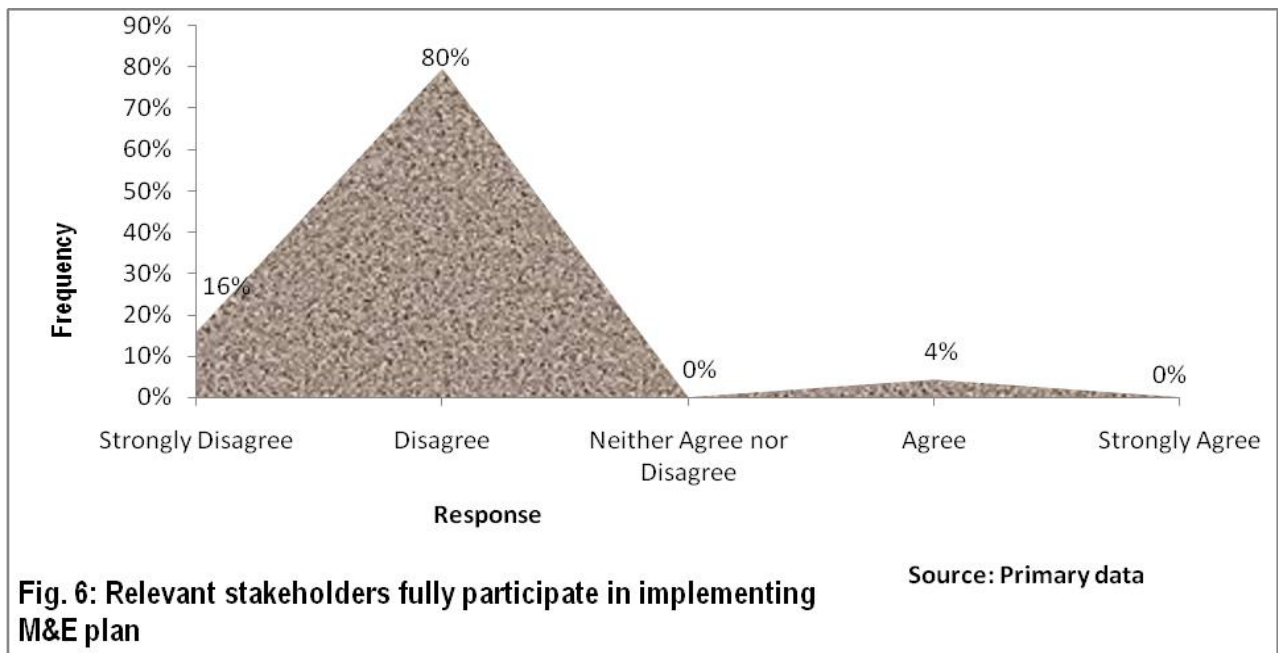 90%
80%
70%
60%
50%
40%
30%
20%
10%
0%
Frequency
16%
80%
0%
4%
0%
Strongly Disagree
Disagree
Neither Agree nor
Disagree
Agree
Strongly Agree
Response
Source: Primary data
Fig. 6: Relevant stakeholders fully participate in implementing
M&E plan